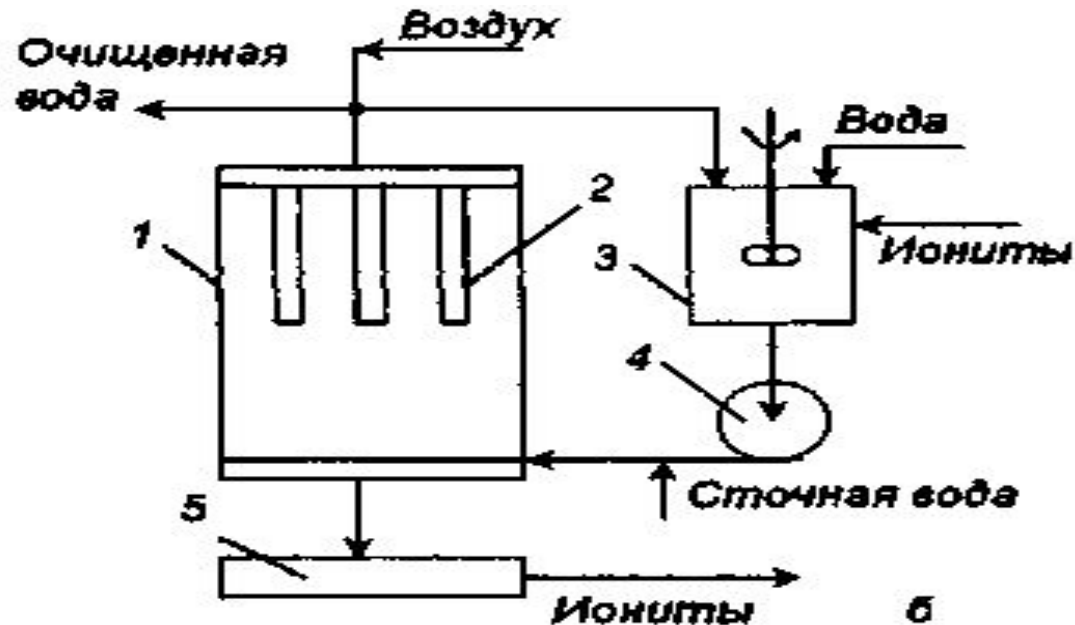 Воздух
Очищенная
вода
Вода
1
2
3
Иониты
4
Сточная вода
5
Иониты
б